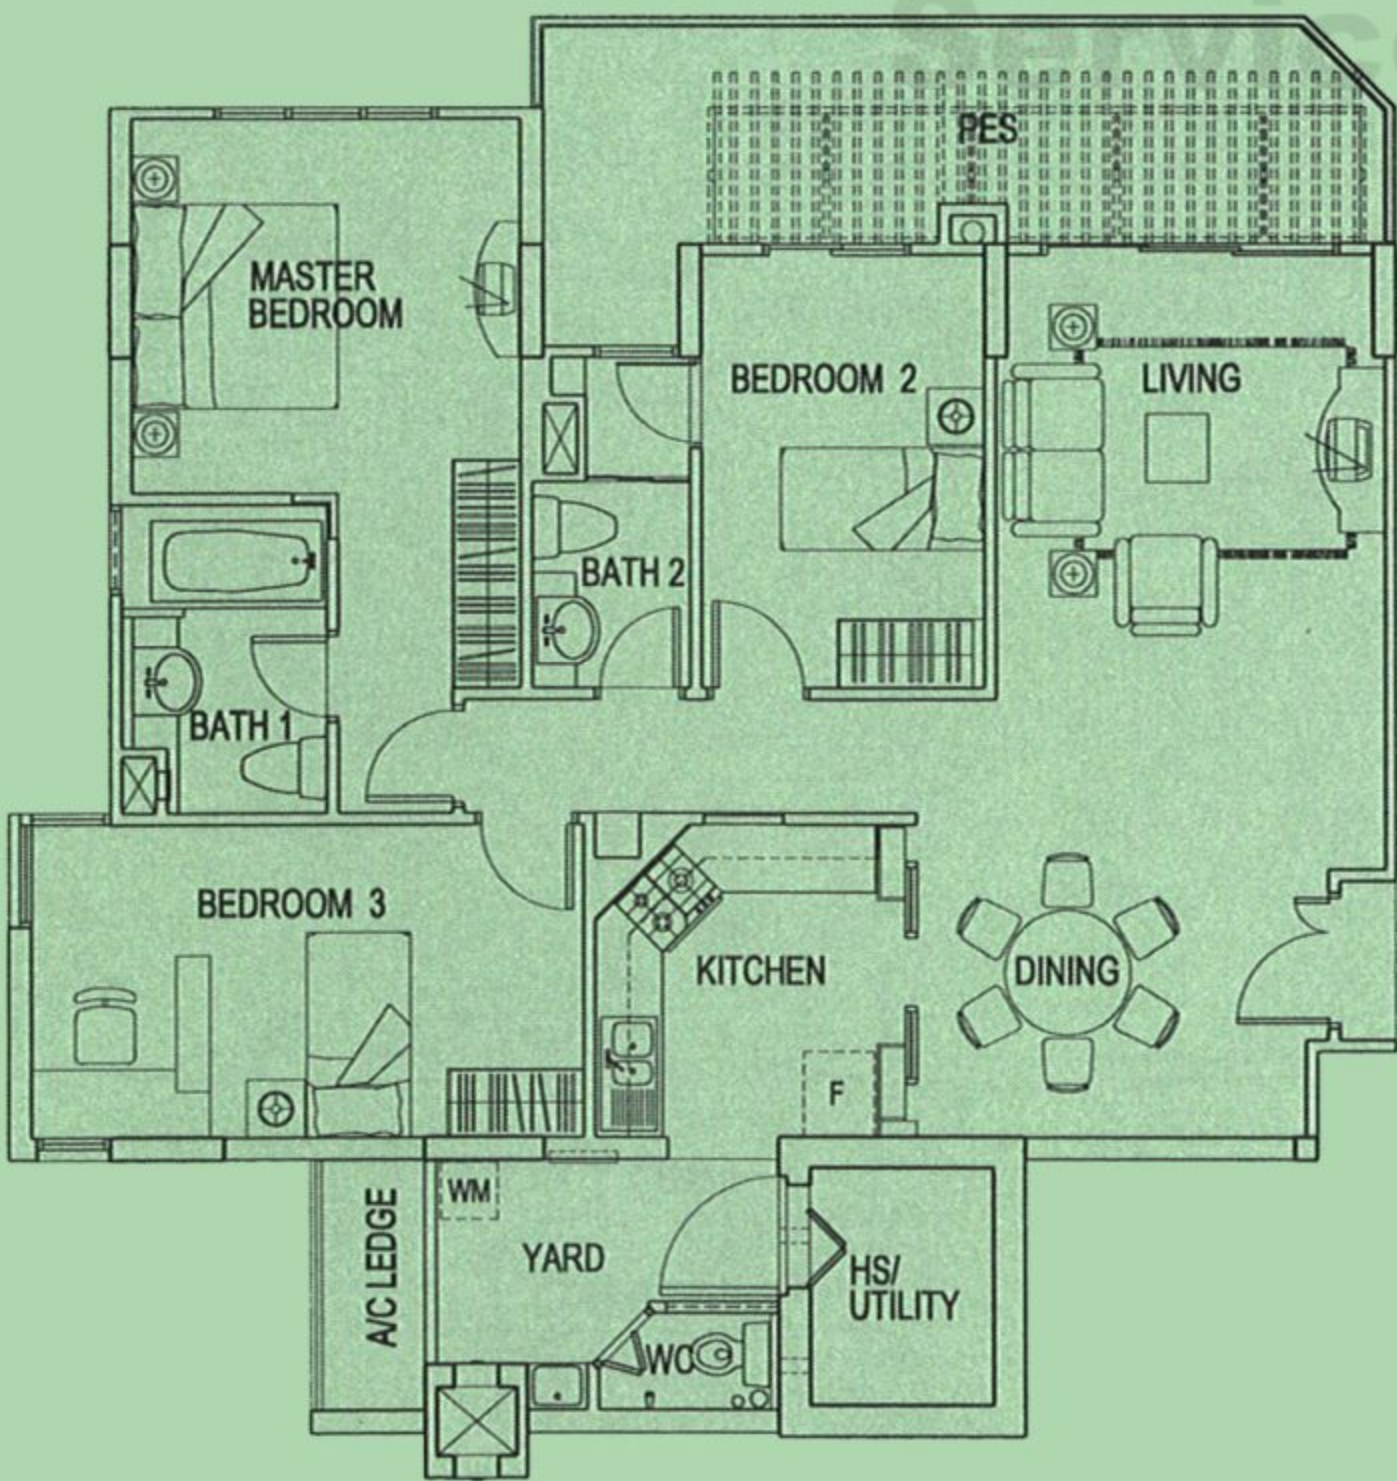 Service
PES
MASTER
BEDROOM
BEDROOM 2
LIVING
BATH 2
BATH 1
BEDROOM 3
KITCHEN
DINING
F
WM
YARD
A/C LEDGE
HS/
UTILITY
WC